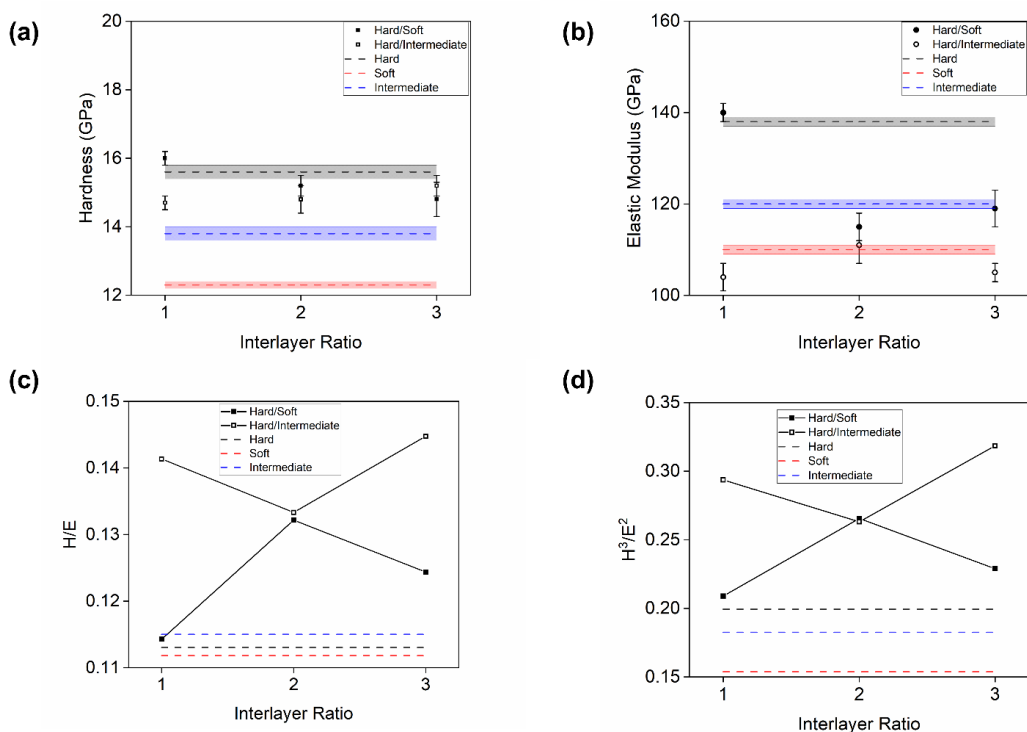 (a)
20
18
16
14
12
Hardness (GPa)
1 2 3
Interlayer Ratio
Hard/Soft
Hard/Intermediate
Hard
Soft
Intermediate
(b)
160
140
120
100
Elastic Modulus (GPa)
1 2 3
Interlayer Ratio
Hard/Soft
Hard/Intermediate
Hard
Soft
Intermediate
(c)
0.15
0.14
0.13
0.12
0.11
H/E
1 2 3
Interlayer Ratio
Hard/Soft
Hard/Intermediate
Hard
Soft
Intermediate
(d)
0.35
0.30
0.25
0.20
0.15
H³/E²
1 2 3
Interlayer Ratio
Hard/Soft
Hard/Intermediate
Hard
Soft
Intermediate